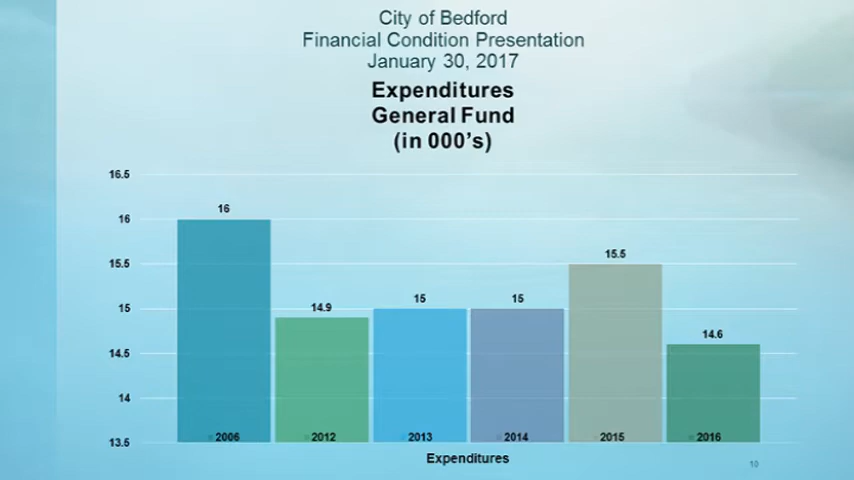 City of Bedford
Financial Condition Presentation
January 30, 2017
Expenditures
General Fund
(in 000's)
16.5
16
15.5
15
14.5
14
13.5
16
14.9
15
15
15.5
14.6
2006
2012
2013
2014
2015
2016
Expenditures
10